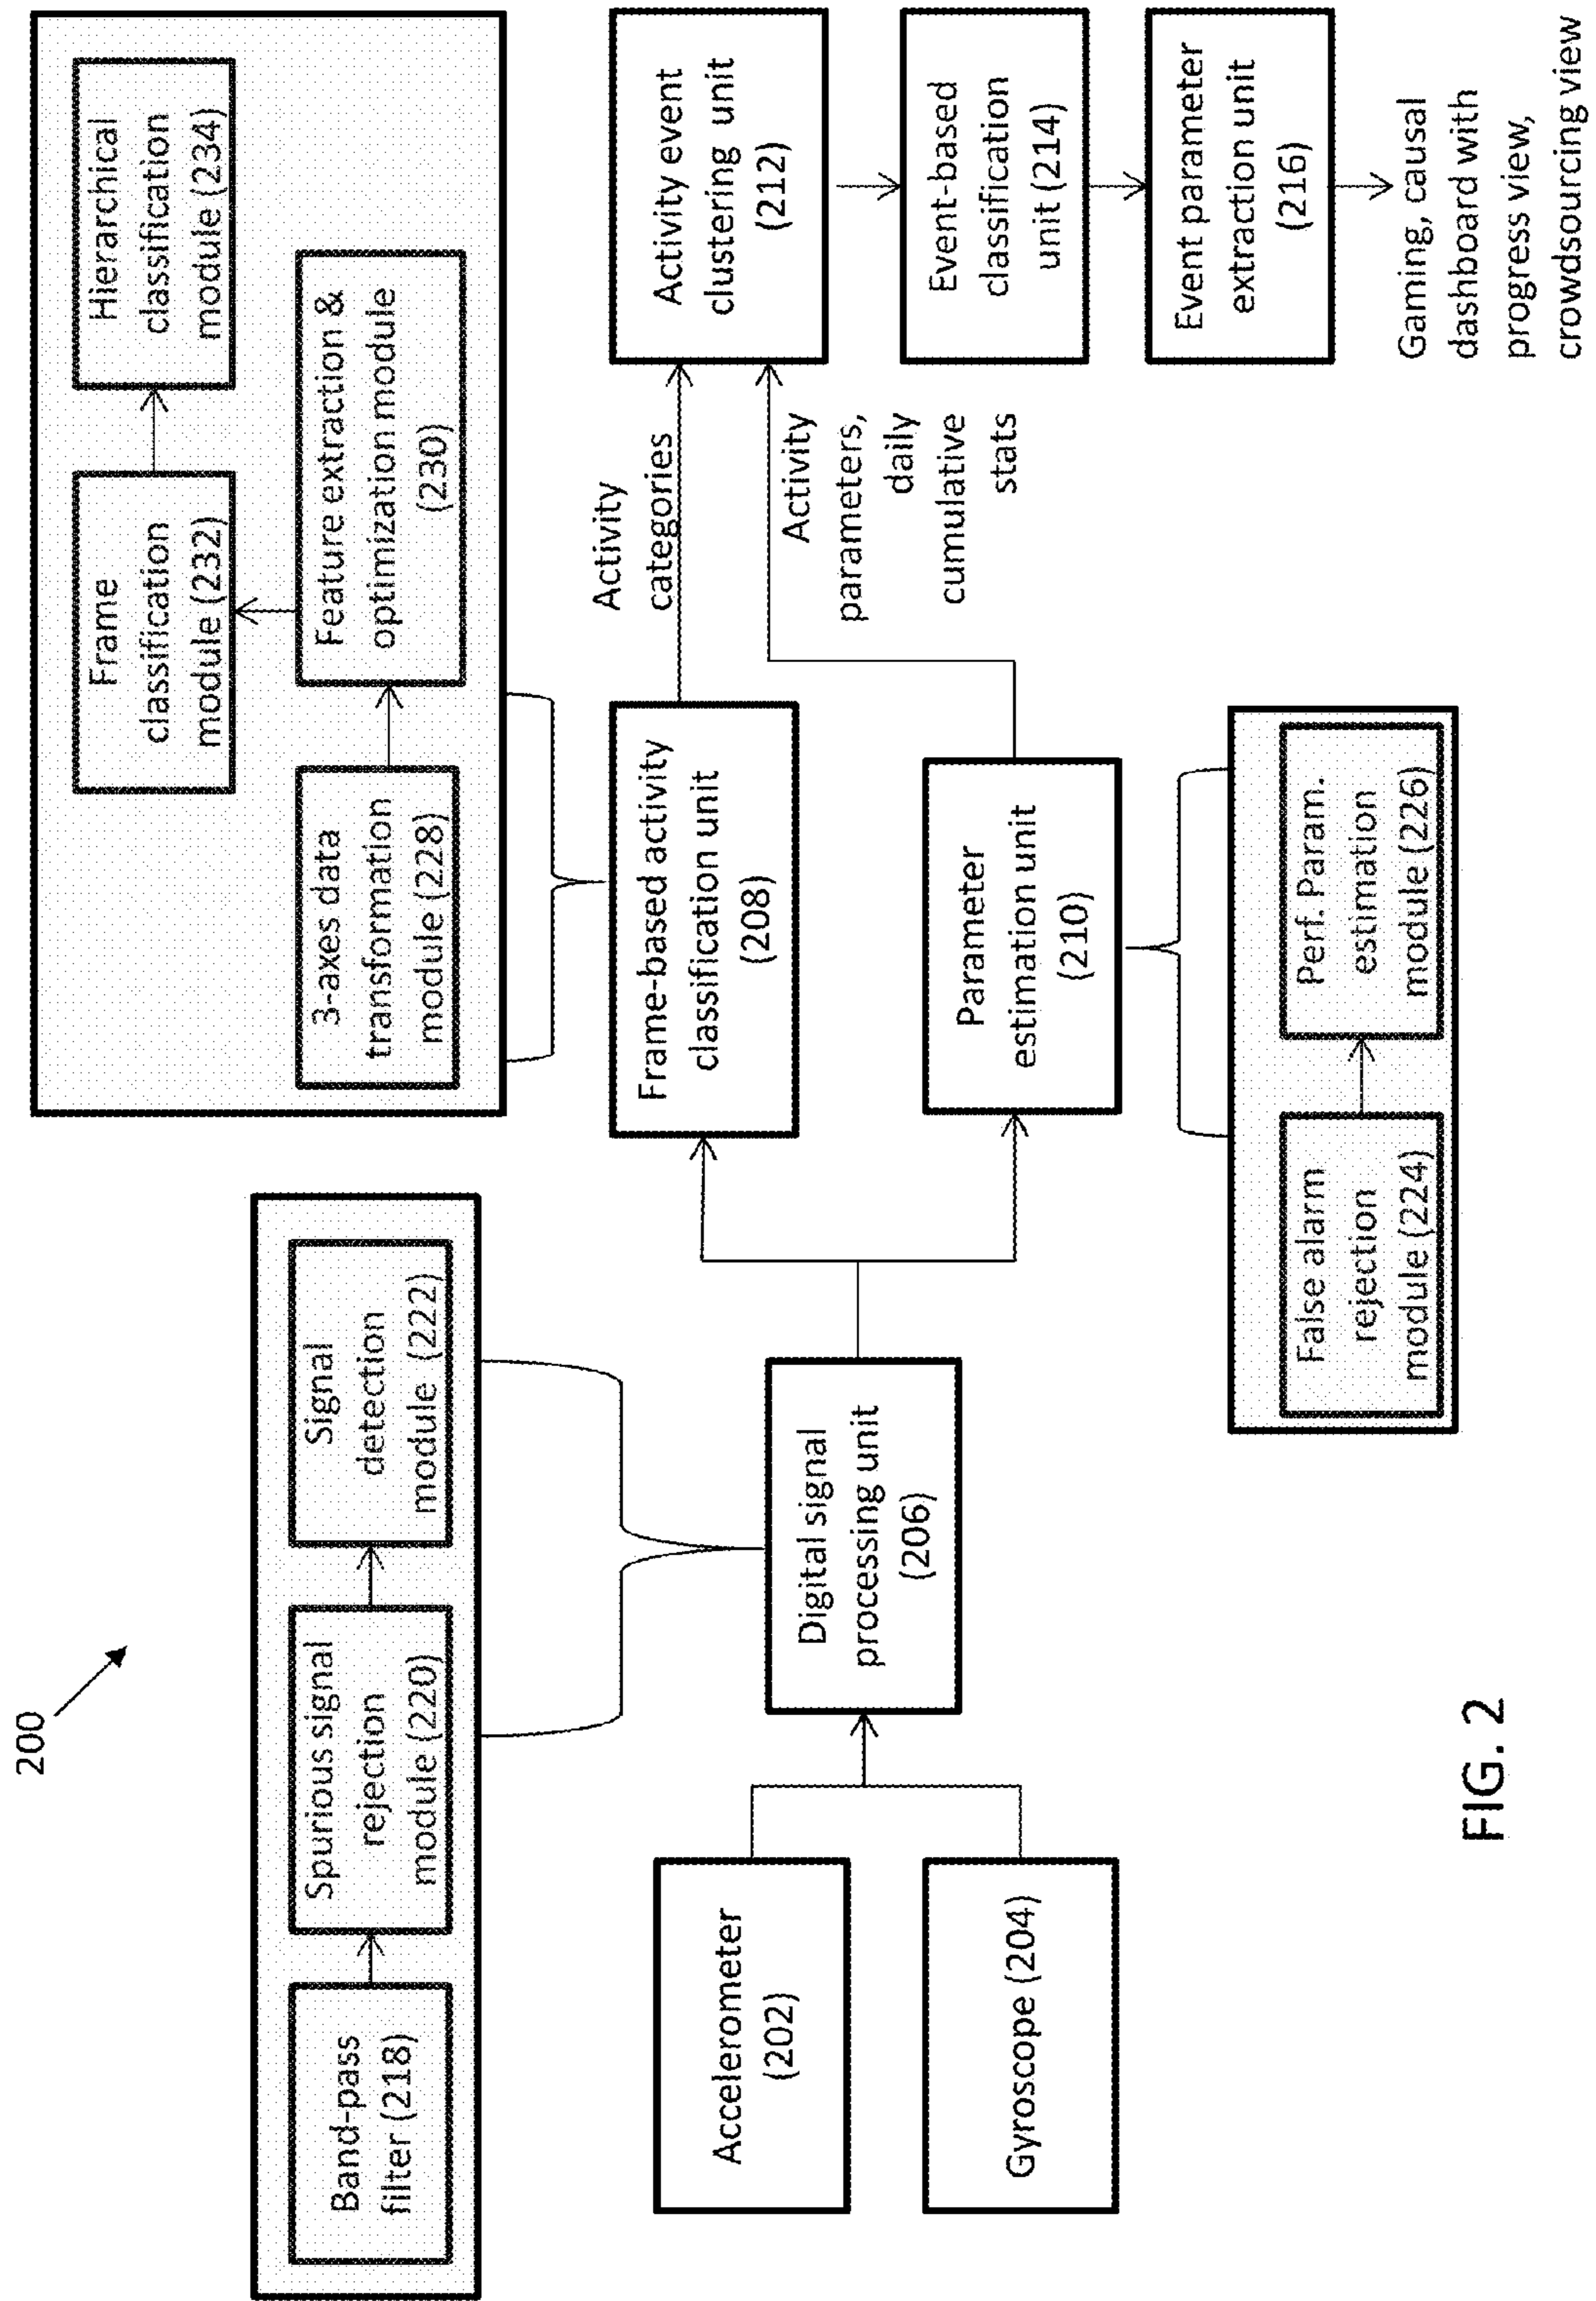 200
Band-pass
filter (218)
Spurious signal
rejection
module (220)
Signal
detection
module (222)
3-axes data
transformation
module (228)
Feature extraction &
optimization module
(230)
Frame
classification
module (232)
Hierarchical
classification
module (234)
Accelerometer
(202)
Gyroscope (204)
Digital signal
processing unit
(206)
Frame-based activity
classification unit
(208)
Parameter
estimation unit
(210)
False alarm
rejection
module (224)
Perf. Param.
estimation
module (226)
Activity
categories
Activity
parameters,
daily
cumulative
stats
Activity event
clustering unit
(212)
Event-based
classification
unit (214)
Event parameter
extraction unit
(216)
Gaming, causal
dashboard with
progress view,
crowdsourcing view
FIG. 2